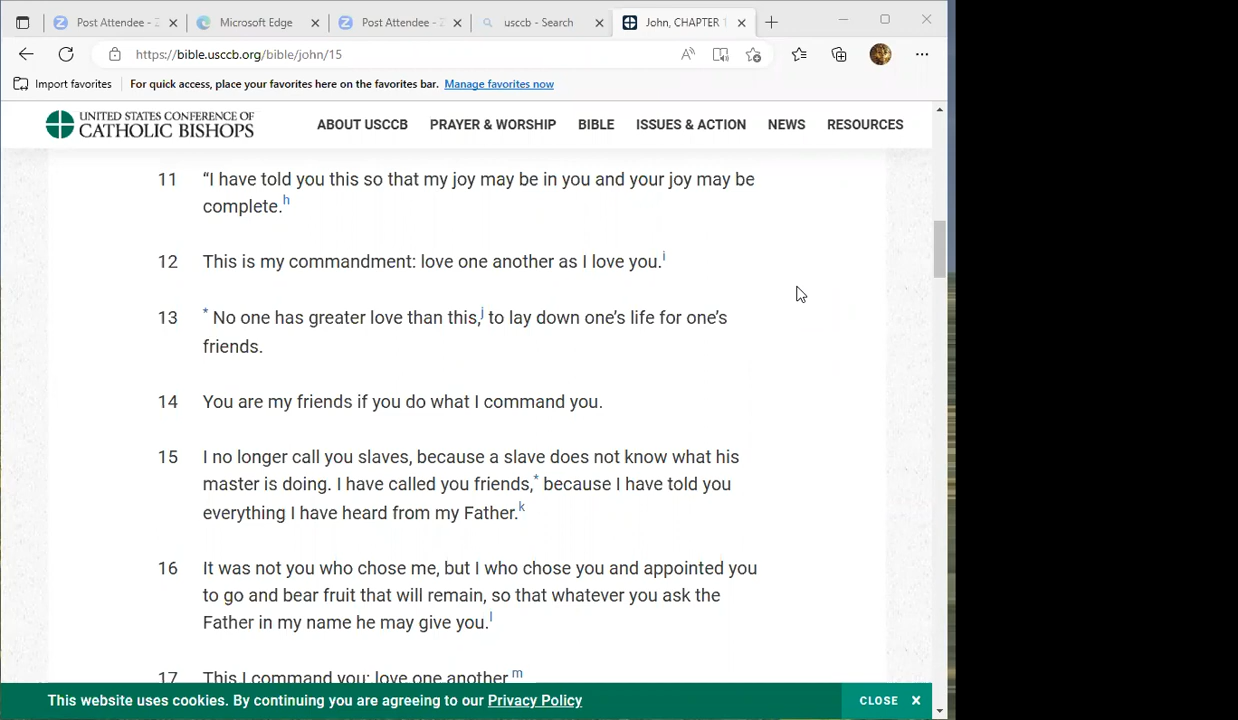 Post Attendee - Z
Microsoft Edge
Post Attendee - Z
usccb - Search
John, CHAPTER 1
https://bible.usccb.org/bible/john/15
Import favorites
For quick access, place your favorites here on the favorites bar. Manage favorites now
UNITED STATES CONFERENCE OF
CATHOLIC BISHOPS
ABOUT USCCB PRAYER & WORSHIP BIBLE ISSUES & ACTION NEWS RESOURCES
11 “I have told you this so that my joy may be in you and your joy may be
complete.h
12 This is my commandment: love one another as I love you.i
13 * No one has greater love than this,j to lay down one’s life for one’s
friends.
14 You are my friends if you do what I command you.
15 I no longer call you slaves, because a slave does not know what his
master is doing. I have called you friends,* because I have told you
everything I have heard from my Father.k
16 It was not you who chose me, but I who chose you and appointed you
to go and bear fruit that will remain, so that whatever you ask the
Father in my name he may give you.l
17 This I command you: love one another.m
This website uses cookies. By continuing you are agreeing to our Privacy Policy
CLOSE ×